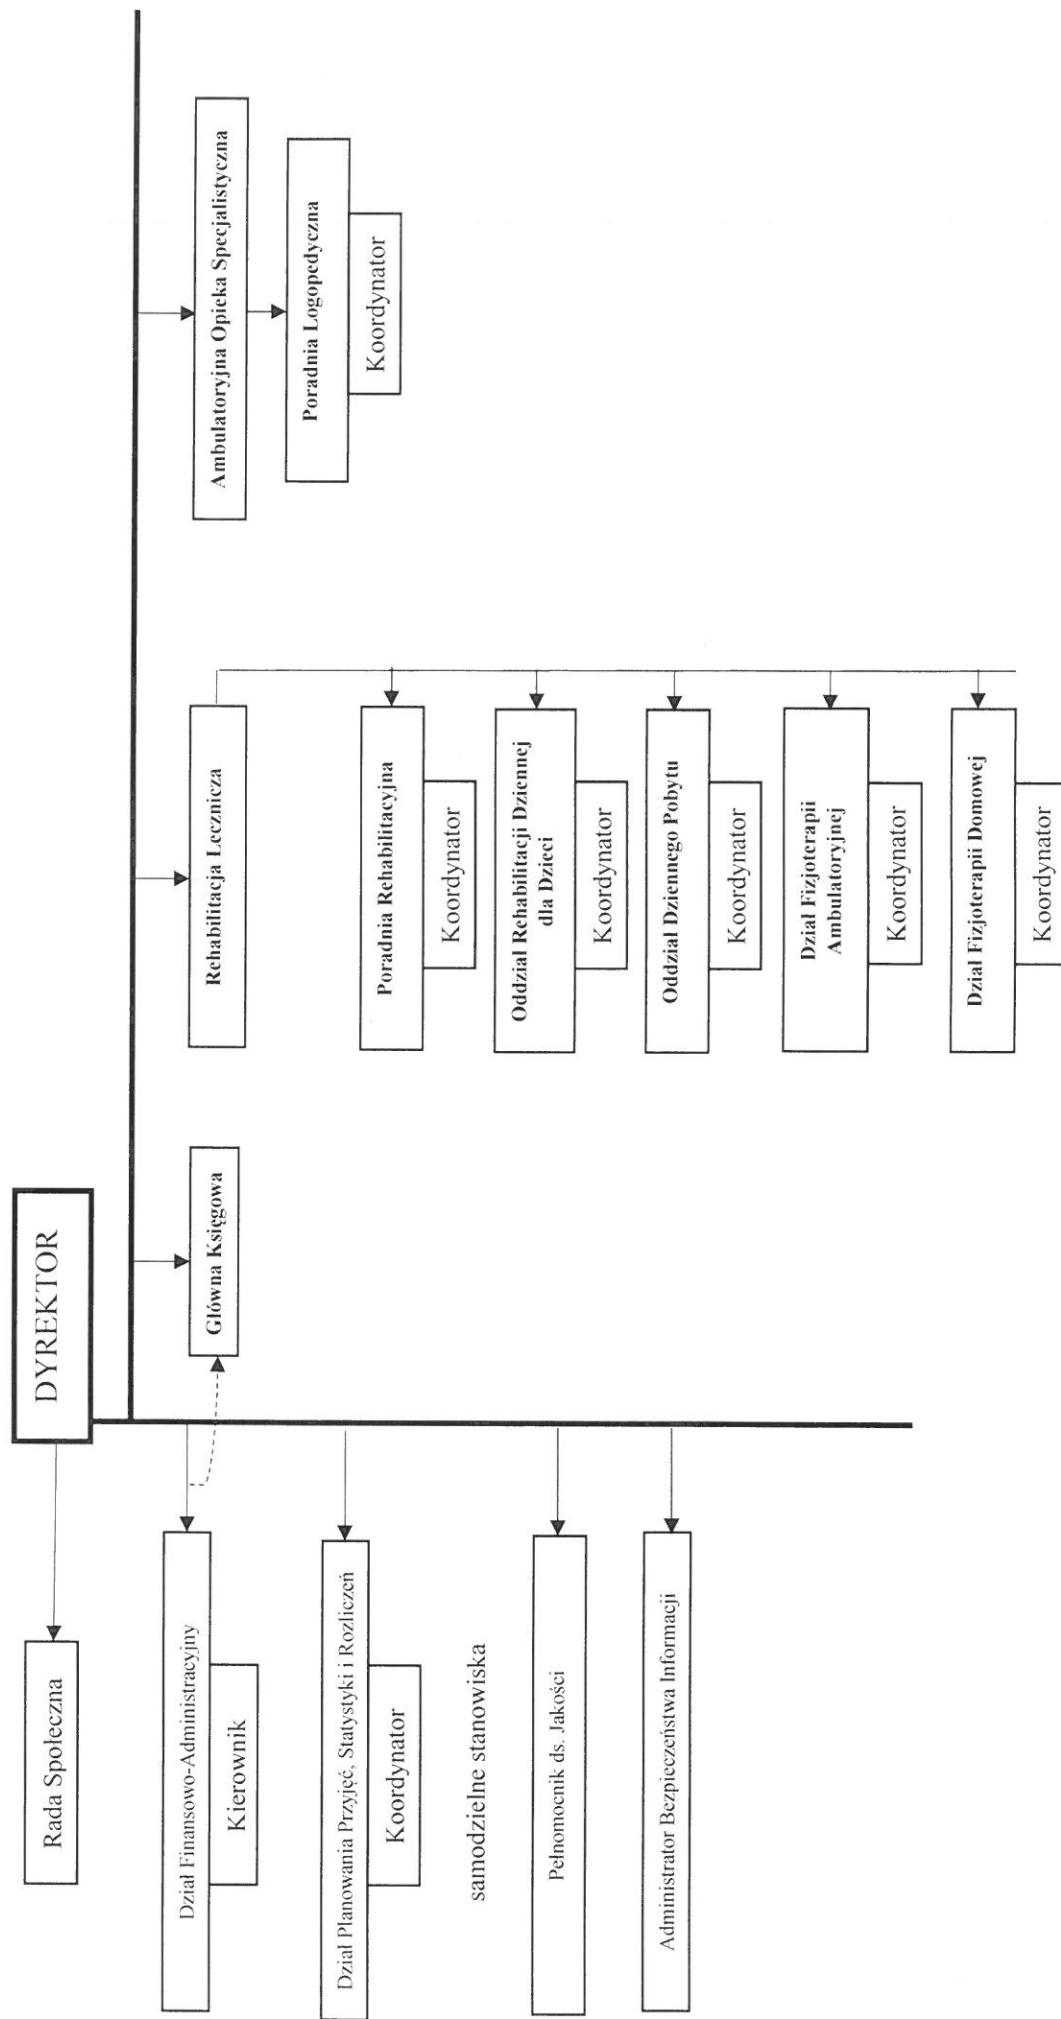 DYREKTOR
Rada Społeczna
Dział Finansowo-Administracyjny
Kierownik
Dział Planowania Przyjęć, Statystyki i Rozliczeń
Koordynator
samodzielne stanowiska
Pełnomocnik ds. Jakości
Administrator Bezpieczeństwa Informacji
Główna Księgowa
Rehabilitacja Lecznicza
Poradnia Rehabilitacyjna
Koordynator
Oddział Rehabilitacji Dziennej
dla Dzieci
Koordynator
Oddział Dziennego Pobytu
Koordynator
Dział Fizjoterapii
Ambulatoryjnej
Koordynator
Dział Fizjoterapii Domowej
Koordynator
Ambulatoryjna Opieka Specjalistyczna
Poradnia Logopedyczna
Koordynator